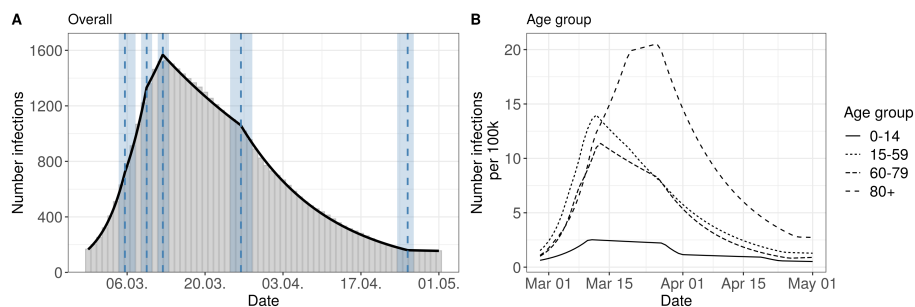 A Overall
Number infections
1600
1200
800
400
0
06.03. 20.03. 03.04. 17.04. 01.05.
Date
B Age group
Number infections
per 100k
20
15
10
5
0
Mar 01 Mar 15 Apr 01 Apr 15 May 01
Date
Age group
0-14
15-59
60-79
80+